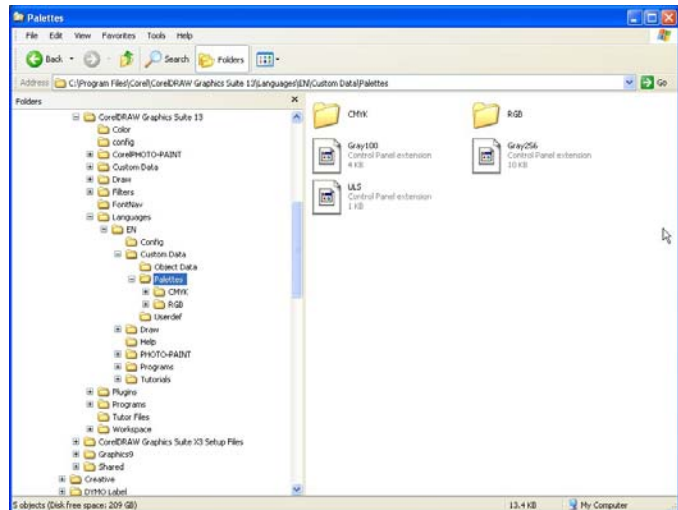 Palettes
File Edit View Favorites Tools Help
Back Search Folders
Address C:\Program Files\Corel\CorelDRAW Graphics Suite 13\Languages\EN\Custom Data\Palettes Go
Folders
CorelDRAW Graphics Suite 13
Color
config
CorelPHOTO-PAINT
Custom Data
Draw
Filters
FontNav
Languages
EN
Config
Custom Data
Object Data
Palettes
CMYK
RGB
Userdef
Draw
Help
PHOTO-PAINT
Programs
Tutorials
Plugins
Programs
Tutor Files
Workspace
CorelDRAW Graphics Suite X3 Setup Files
Graphics9
Shared
Creative
DYMO Label
CMYK
RGB
Gray100
Control Panel extension
4 KB
Gray256
Control Panel extension
10 KB
ULS
Control Panel extension
1 KB
5 objects (Disk free space: 209 GB) 13.4 KB My Computer